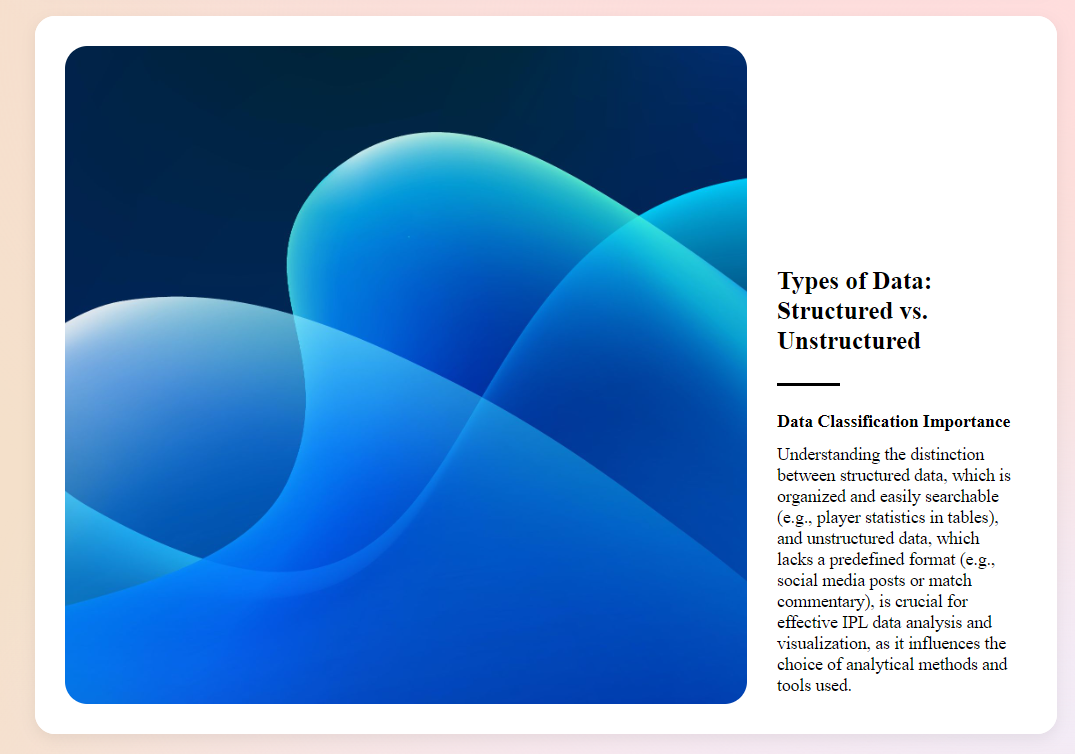 Types of Data:
Structured vs.
Unstructured
Data Classification Importance
Understanding the distinction
between structured data, which is
organized and easily searchable
(e.g., player statistics in tables),
and unstructured data, which
lacks a predefined format (e.g.,
social media posts or match
commentary), is crucial for
effective IPL data analysis and
visualization, as it influences the
choice of analytical methods and
tools used.